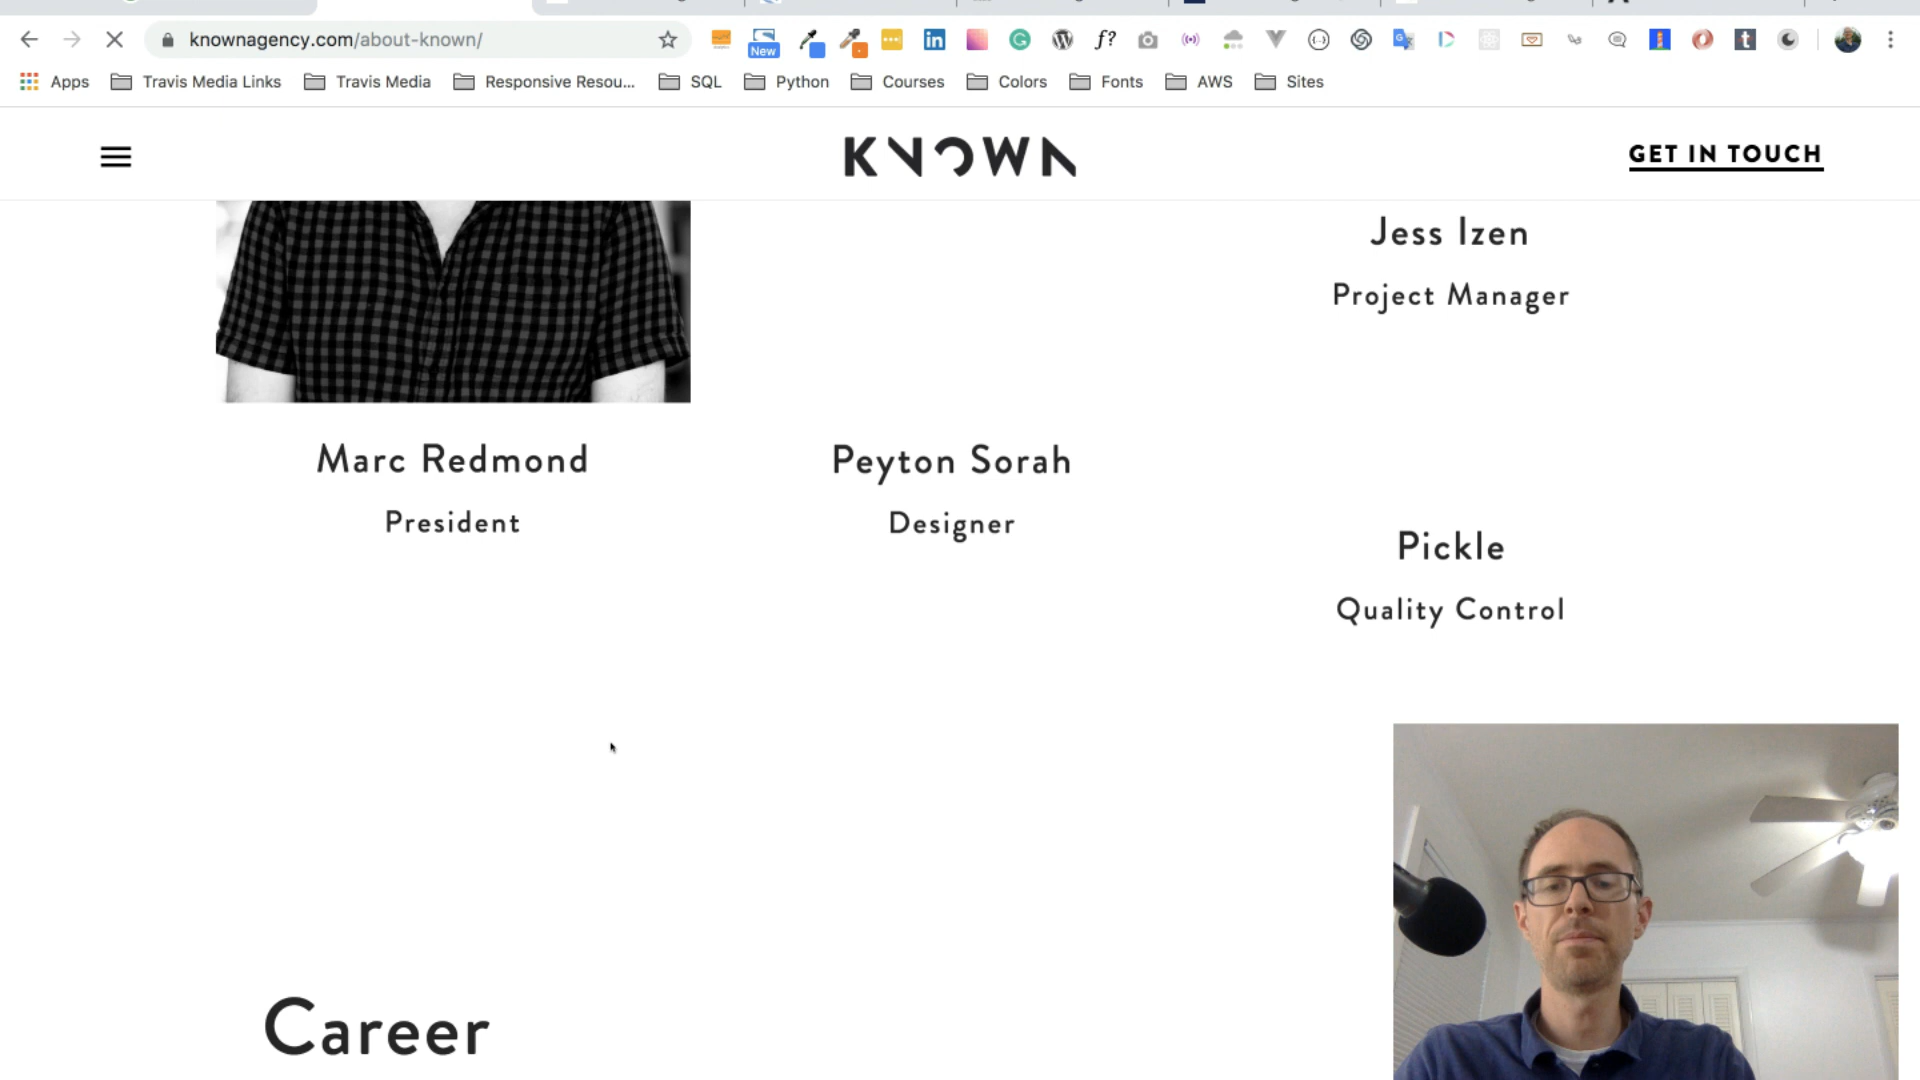 knownagency.com/about-known/
New
Apps
Travis Media Links
Travis Media
Responsive Resou...
SQL
Python
Courses
Colors
Fonts
AWS
Sites
KNOWN
GET IN TOUCH
Jess Izen
Project Manager
Marc Redmond
President
Peyton Sorah
Designer
Pickle
Quality Control
Career